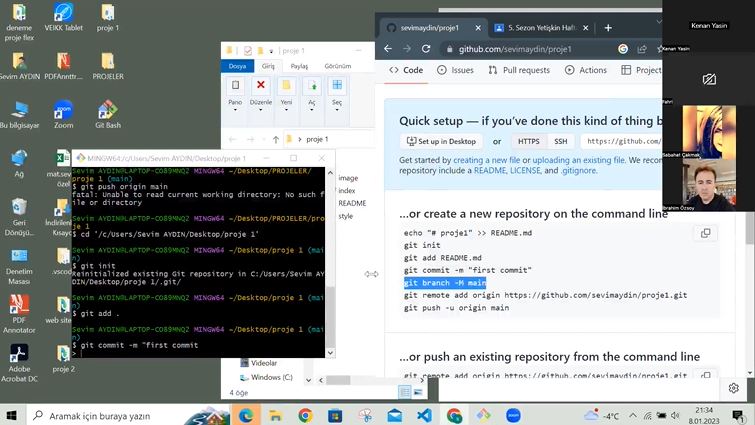 deneme proje flex
VEIKK Tablet
proje 1
Sevim AYDIN
PDFAnnotr...
PROJELER
Bu bilgisayar
Zoom
Git Bash
Ağ
mat.sev özel
Geri Dönüşü...
İndirilenler Kısayol
Denetim Masası
.vscod
PDF Annotator
web site
Adobe Acrobat DC
proje 2
proje 1
Dosya
Giriş
Paylaş
Görünüm
Pano
Düzenle
Yeni
Aç
Seç
proje 1
image
index
README
style
Videolar
Windows (C:)
4 öğe
MINGW64:/c/Users/Sevim AYDIN/Desktop/proje 1
Sevim AYDIN@LAPTOP-CO89MNQ2 MINGW64 ~/Desktop/PROJELER/
proje 1 (main)
$ git push origin main
fatal: Unable to read current working directory: No such f
ile or directory
Sevim AYDIN@LAPTOP-CO89MNQ2 MINGW64 ~/Desktop/PROJELER/pro
je 1
$ cd '/c/Users/Sevim AYDIN/Desktop/proje 1'
Sevim AYDIN@LAPTOP-CO89MNQ2 MINGW64 ~/Desktop/proje 1 (mai
n)
$ git init
Reinitialized existing Git repository in C:/Users/Sevim AY
DIN/Desktop/proje 1/.git/
Sevim AYDIN@LAPTOP-CO89MNQ2 MINGW64 ~/Desktop/proje 1 (mai
n)
$ git add .
Sevim AYDIN@LAPTOP-CO89MNQ2 MINGW64 ~/Desktop/proje 1 (mai
n)
$ git commit -m "first commit
>
sevimaydin/proje1
5. Sezon Yetişkin Haft
github.com/sevimaydin/proje1
Code
Issues
Pull requests
Actions
Project
Quick setup — if you've done this kind of thing b
Set up in Desktop
or
HTTPS
SSH
https://github.com/
Get started by creating a new file or uploading an existing file. We recom
repository include a README, LICENSE, and .gitignore.
...or create a new repository on the command line
echo "# proje1" >> README.md
git init
git add README.md
git commit -m "first commit"
git branch -M main
git remote add origin https://github.com/sevimaydin/proje1.git
git push -u origin main
...or push an existing repository from the command line
git remote add origin https://github.com/sevimaydin/proje1.git
Kenan Yasin
Kenan Yasin
Fahri
Sabahat Çakmak
İbrahim Özsoy
Aramak için buraya yazın
-4°C
21:34
8.01.2023